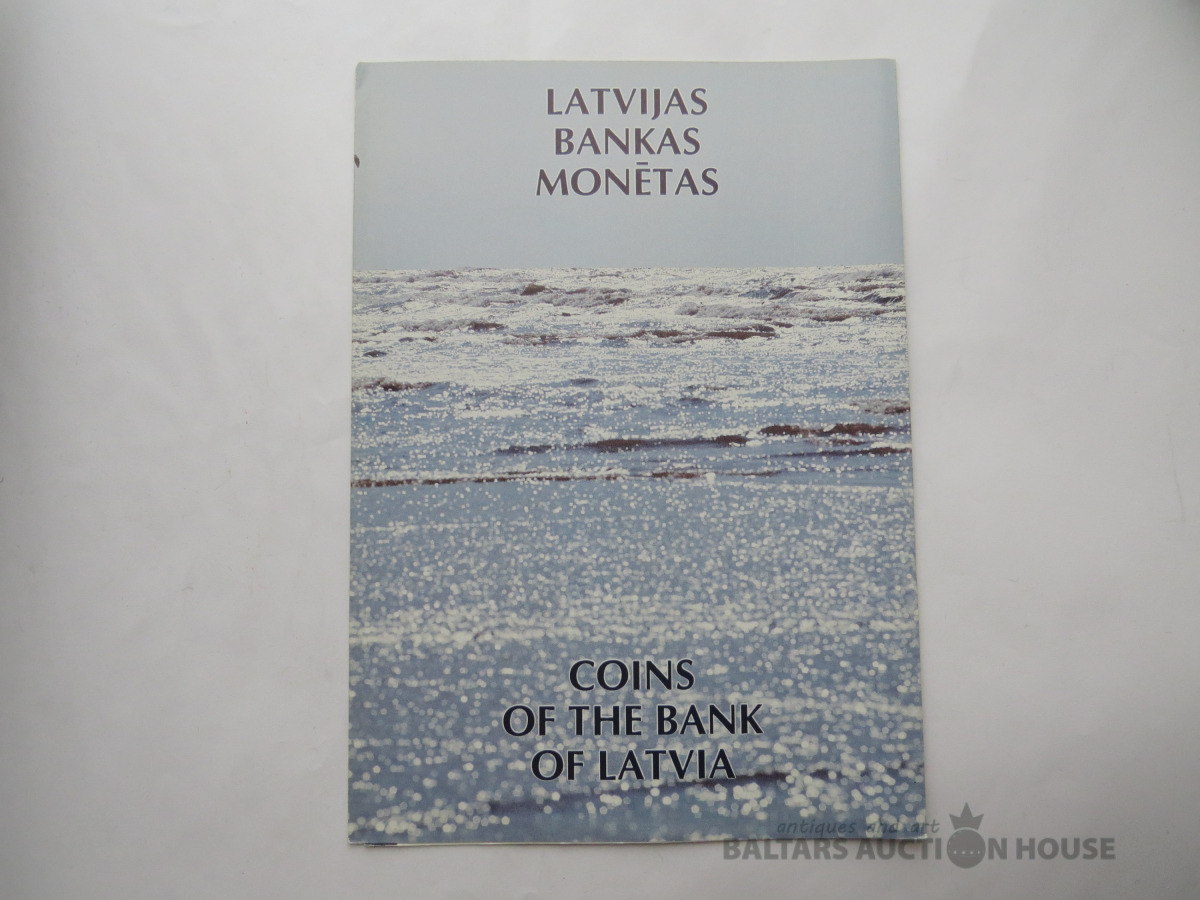 LATVIJAS
BANKAS
MONĒTAS
COINS
OF THE BANK
OF LATVIA
antiques and art
BALTARS AUCTION HOUSE